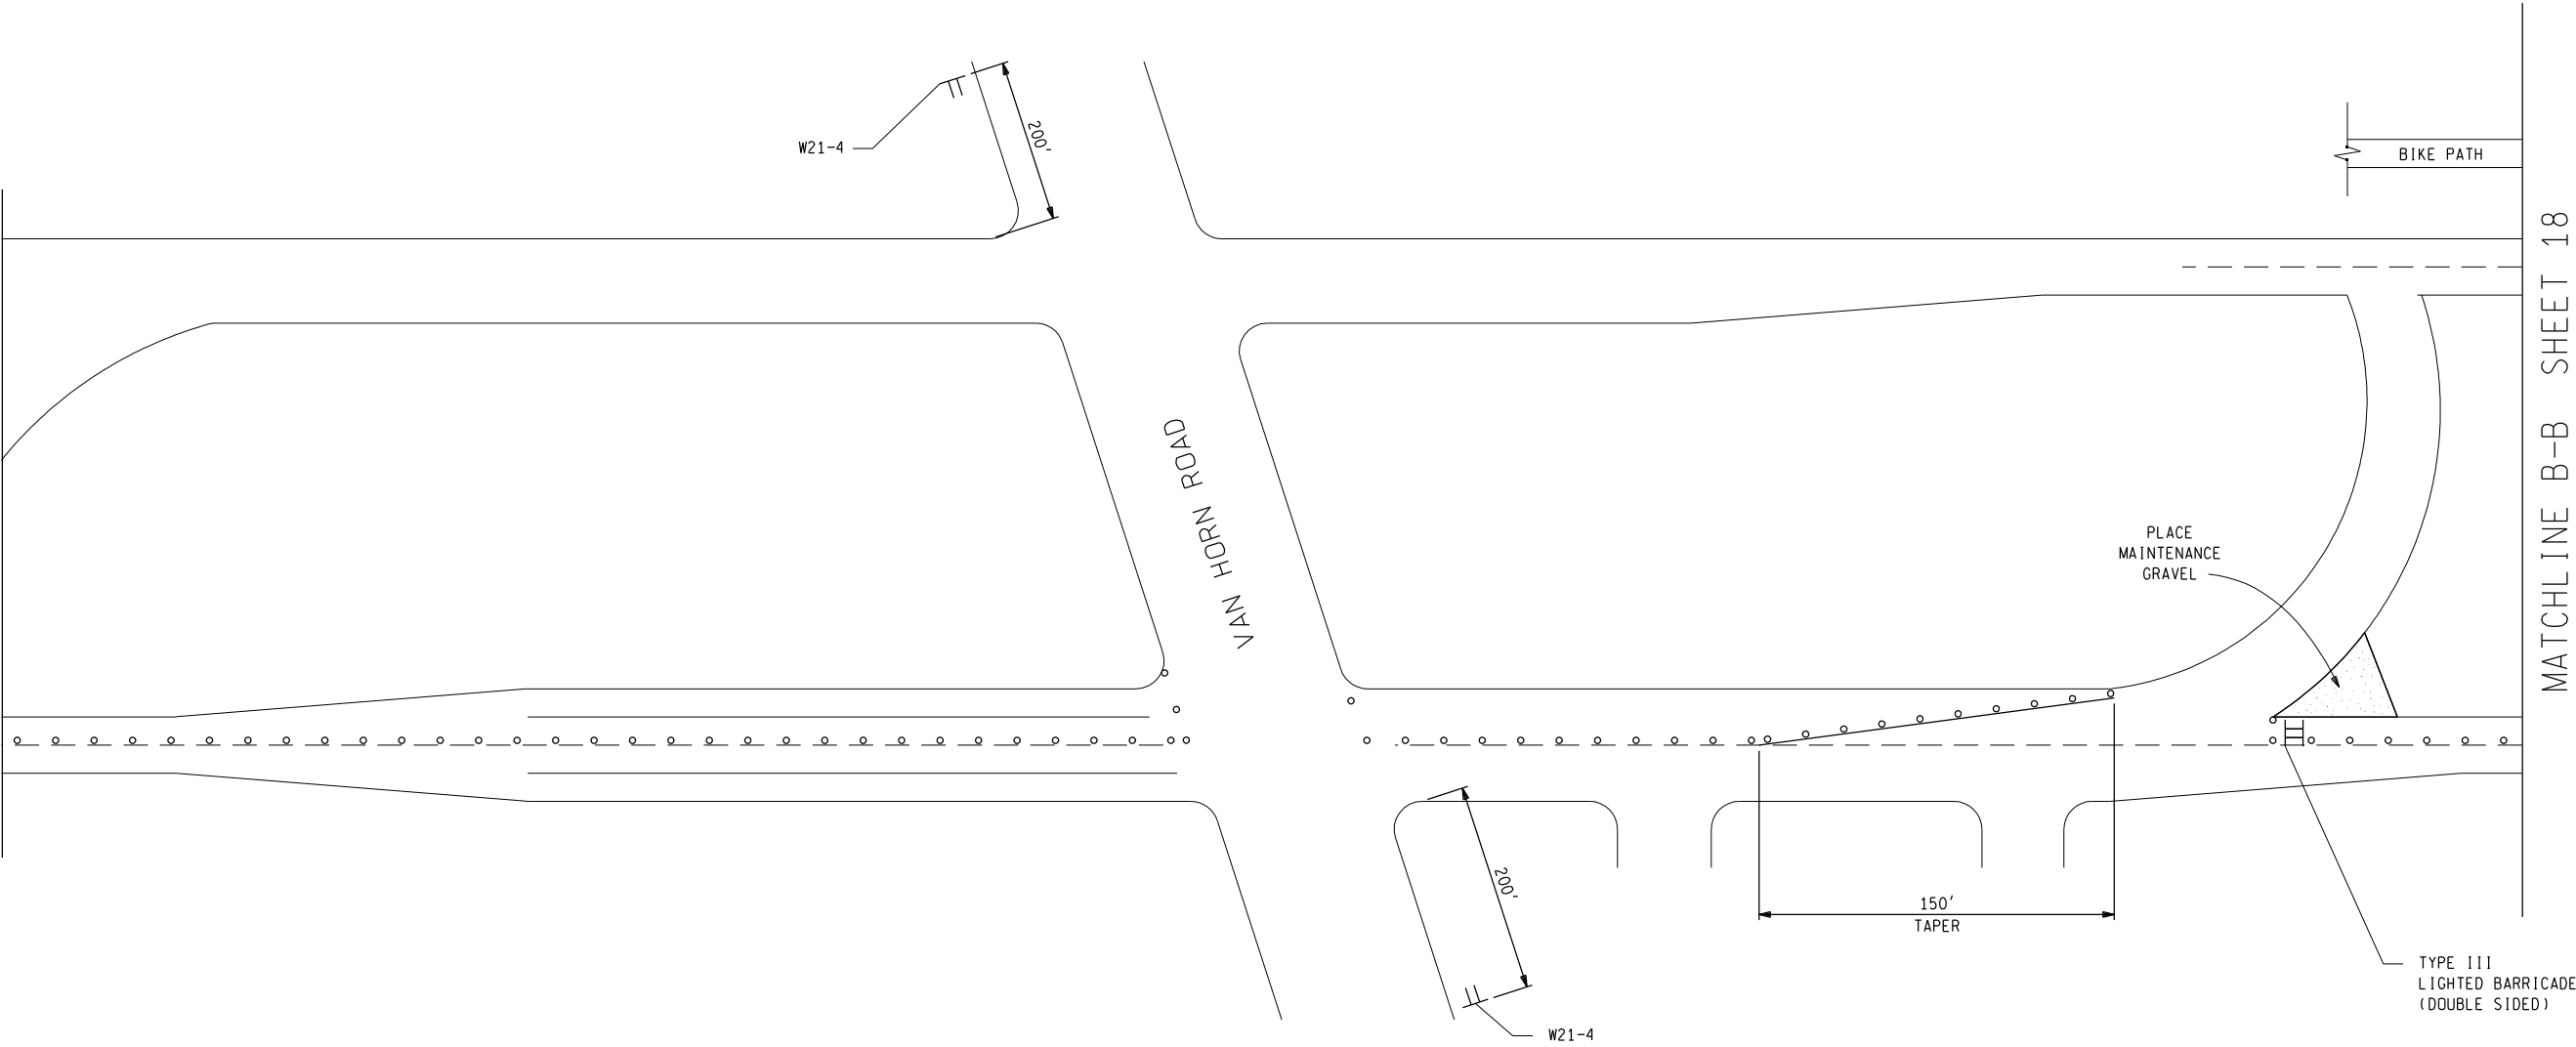 W21-4
200'
BIKE PATH
MATCHLINE B-B SHEET 18
VAN HORN ROAD
PLACE
MAINTENANCE
GRAVEL
200'
150'
TAPER
TYPE III
LIGHTED BARRICADE
(DOUBLE SIDED)
W21-4